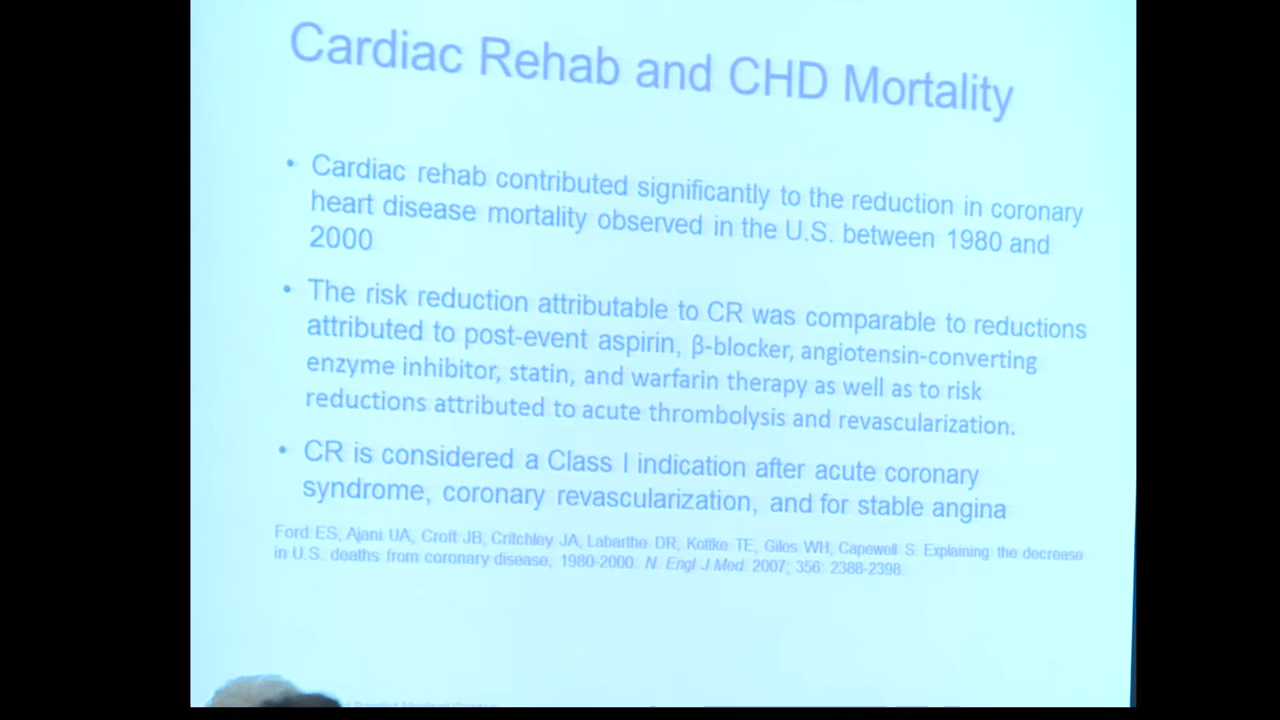 Cardiac Rehab and CHD Mortality
• Cardiac rehab contributed significantly to the reduction in coronary
heart disease mortality observed in the U.S. between 1980 and
2000
• The risk reduction attributable to CR was comparable to reductions
attributed to post-event aspirin, β-blocker, angiotensin-converting
enzyme inhibitor, statin, and warfarin therapy as well as to risk
reductions attributed to acute thrombolysis and revascularization.
• CR is considered a Class I indication after acute coronary
syndrome, coronary revascularization, and for stable angina
Ford ES, Ajani UA, Croft JB, Critchley JA, Labarthe DR, Kottke TE, Giles WH, Capewell S. Explaining the decrease
in U.S. deaths from coronary disease, 1980-2000. N. Engl J Med. 2007; 356: 2388-2398.